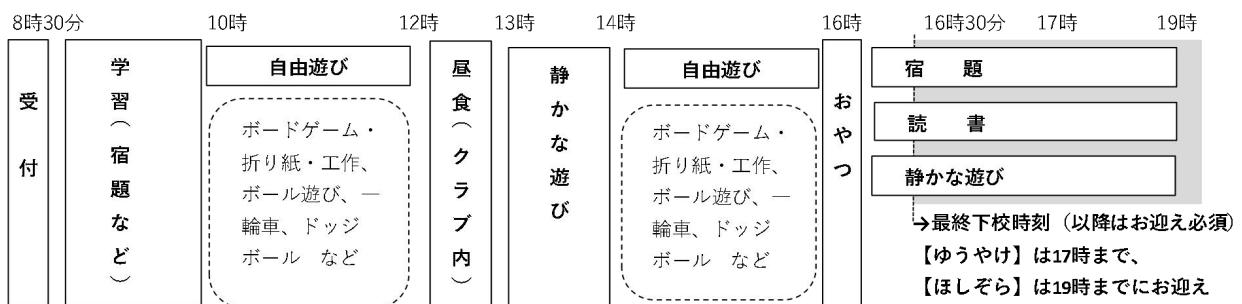 8時30分
10時
12時
13時
14時
16時
16時30分
17時
19時
受付
学習（宿題など）
自由遊び
ボードゲーム・
折り紙・工作、
ボール遊び、一
輪車、ドッジ
ボール　など
昼食（クラブ内）
静かな遊び
自由遊び
ボードゲーム・
折り紙・工作、
ボール遊び、一
輪車、ドッジ
ボール　など
おやつ
宿　題
読　書
静かな遊び
→最終下校時刻（以降はお迎え必須）
【ゆうやけ】は17時まで、
【ほしぞら】は19時までにお迎え